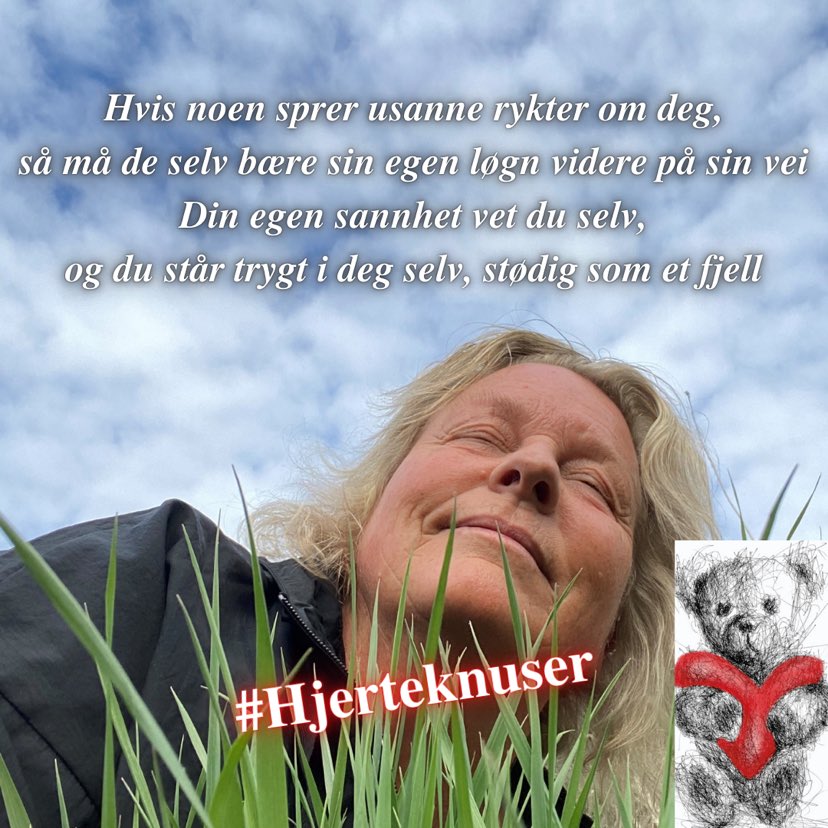 Hvis noen sprer usanne rykter om deg,
så må de selv bære sin egen løgn videre på sin vei
Din egen sannhet vet du selv,
og du står trygt i deg selv, stødig som et fjell
#Hjerteknuser